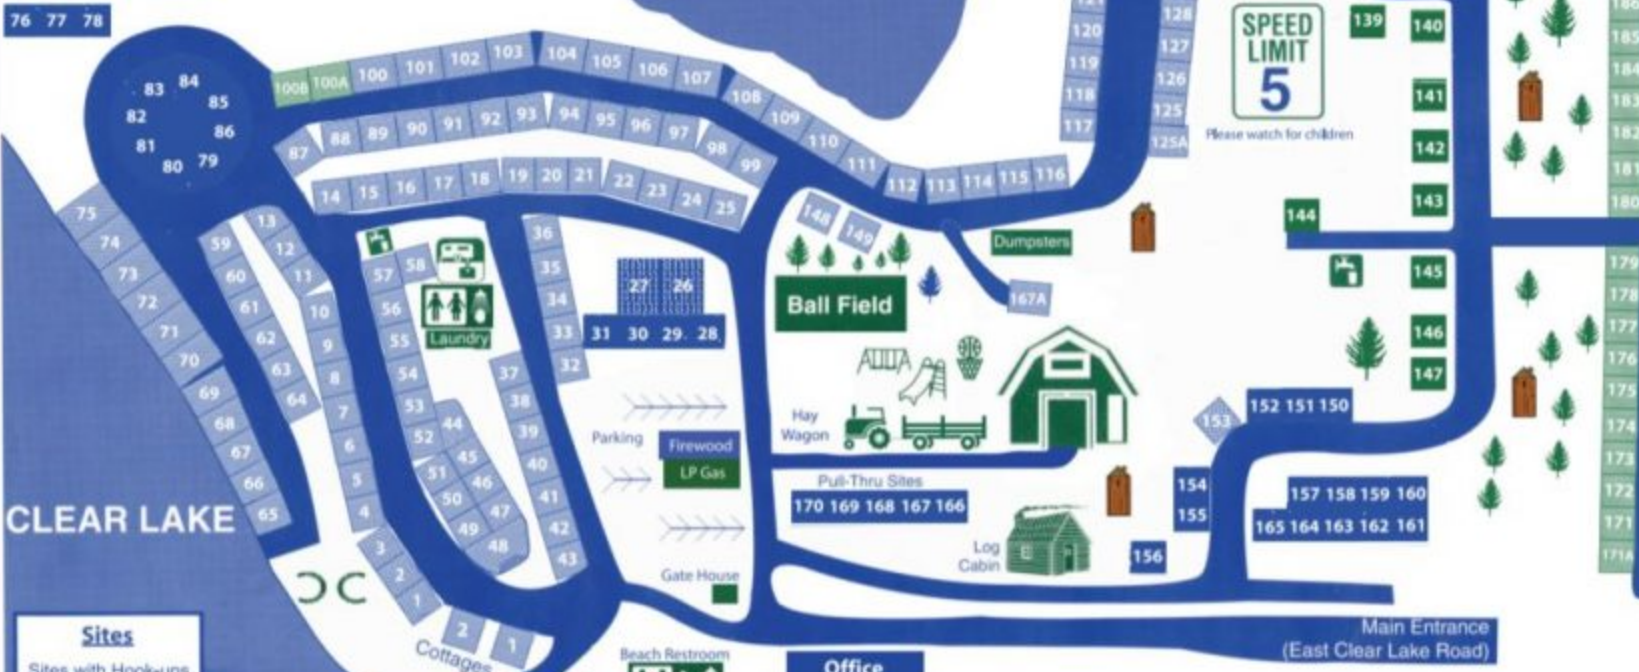 76 77 78
83 84
85
82
86
81
80 79
100B 100A 100 101 102 103 104 105 106 107
108 109 110 111 112 113 114 115 116
87 88 89 90 91 92 93 94 95 96 97 98 99
14 15 16 17 18 19 20 21 22 23 24 25
120
119
118
117
128
127
126
125
125A
SPEED
LIMIT
5
Please watch for children
139
140
141
142
143
144
145
146
147
185
184
183
182
181
180
179
178
177
176
175
174
173
172
171
171A
75
74
73
72
71
70
69
68
67
66
65
59
60
61
62
63
64
13
12
11
10
9
8
7
6
5
4
3
2
1
57 58
56
55
54
53
52
51
50
49
48
44
45
46
47
Laundry
36
35
34
33
32
37
38
39
40
41
42
43
27 26
31 30 29 28
148 149
Dumpsters
167A
Ball Field
Hay
Wagon
Parking
Firewood
LP Gas
Pull-Thru Sites
170 169 168 167 166
Log
Cabin
153
152 151 150
154
155
156
157 158 159 160
165 164 163 162 161
CLEAR LAKE
Gate House
2 1
Cottages
Beach Restroom
Office
Main Entrance
(East Clear Lake Road)
Sites
Sites with Hook-ups